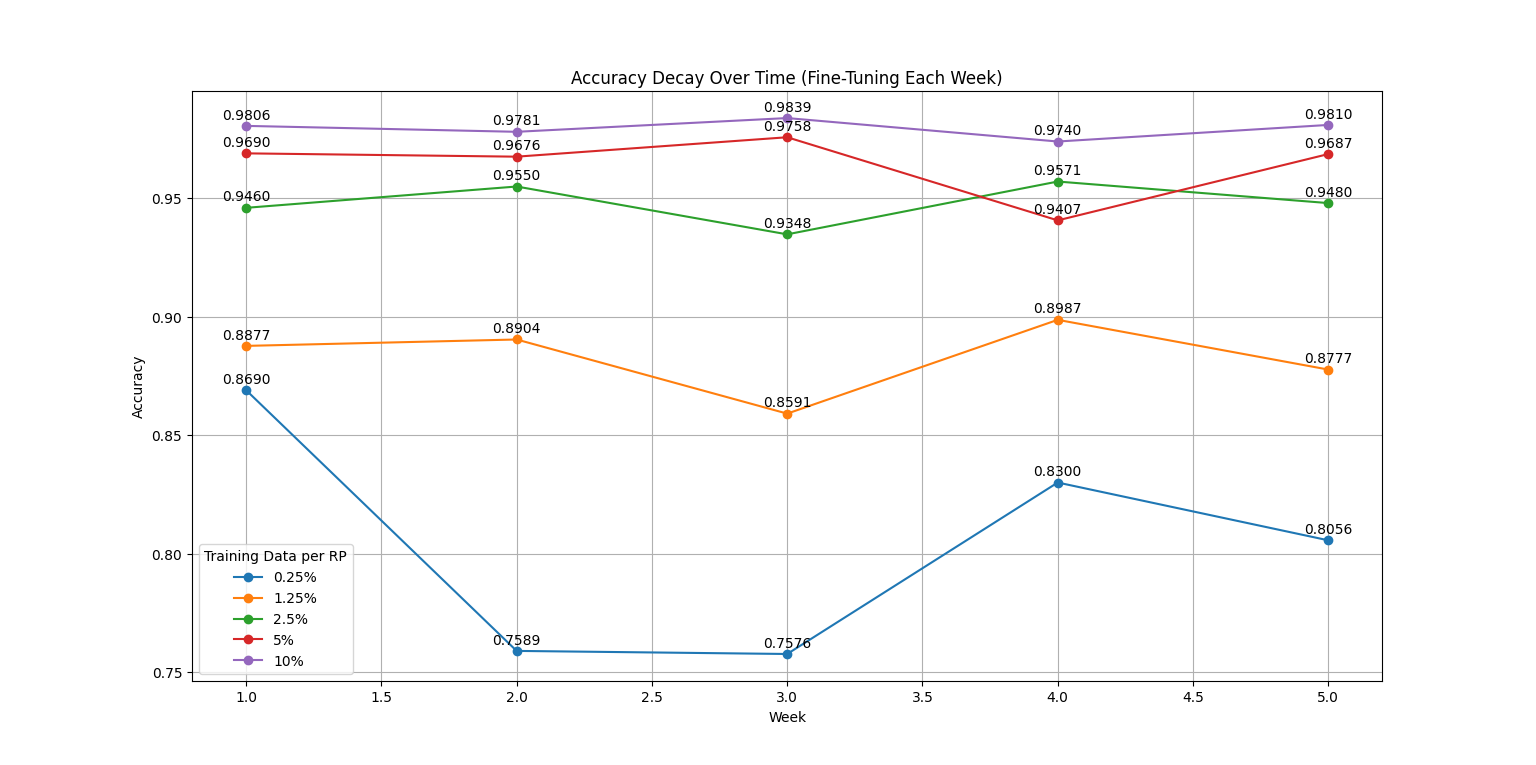 Accuracy Decay Over Time (Fine-Tuning Each Week)
0.9806 0.9781 0.9839 0.9740 0.9810
0.9690 0.9676 0.9758 0.9407 0.9687
0.9460 0.9550 0.9348 0.9571 0.9480
0.8877 0.8904 0.8591 0.8987 0.8777
0.8690 0.7589 0.7576 0.8300 0.8056
Accuracy
0.95
0.90
0.85
0.80
0.75
Training Data per RP
0.25%
1.25%
2.5%
5%
10%
1.0 1.5 2.0 2.5 3.0 3.5 4.0 4.5 5.0
Week